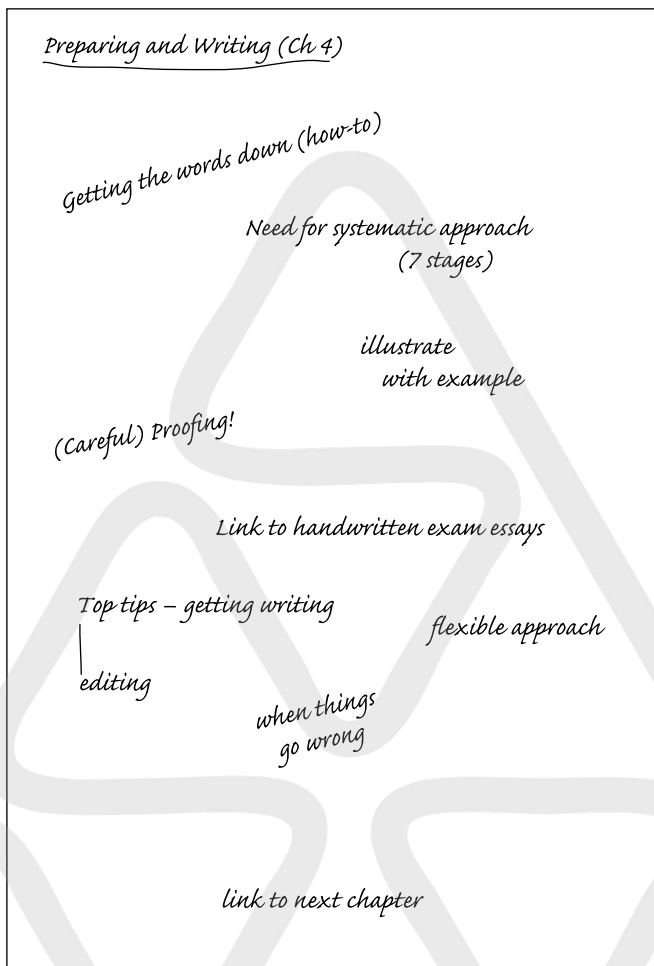 Preparing and Writing (Ch 4)
Getting the words down (how-to)
Need for systematic approach
(7 stages)
illustrate
with example
(Careful) Proofing!
Link to handwritten exam essays
Top tips – getting writing
flexible approach
editing
when things
go wrong
link to next chapter